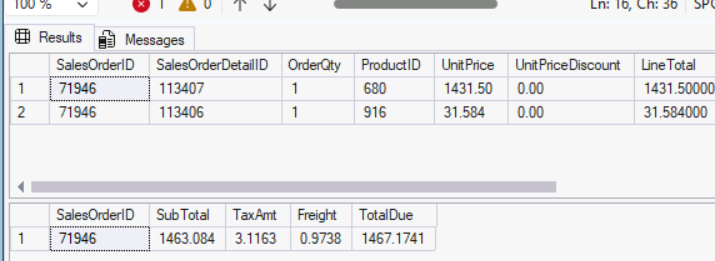 100 % 1 0 Ln: 16, Ch: 36
Results Messages
SalesOrderID SalesOrderDetailID OrderQty ProductID UnitPrice UnitPriceDiscount LineTotal
1 71946 113407 1 680 1431.50 0.00 1431.50000
2 71946 113406 1 916 31.584 0.00 31.584000
SalesOrderID SubTotal TaxAmt Freight TotalDue
1 71946 1463.084 3.1163 0.9738 1467.1741